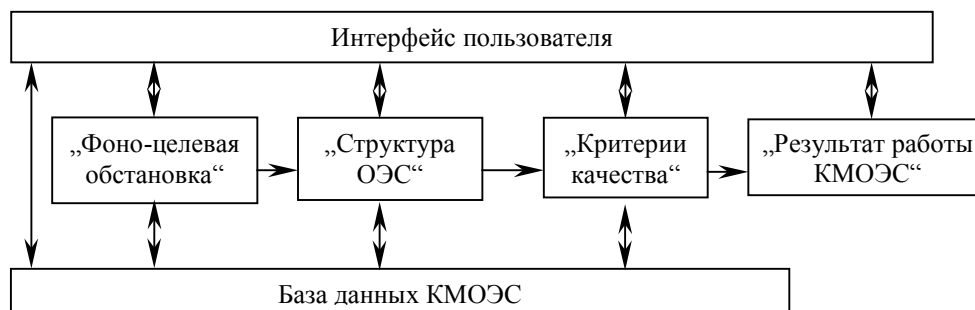 Интерфейс пользователя
„Фоно-целевая
обстановка“
„Структура
ОЭС“
„Критерии
качества“
„Результат работы
КМОЭС“
База данных КМОЭС